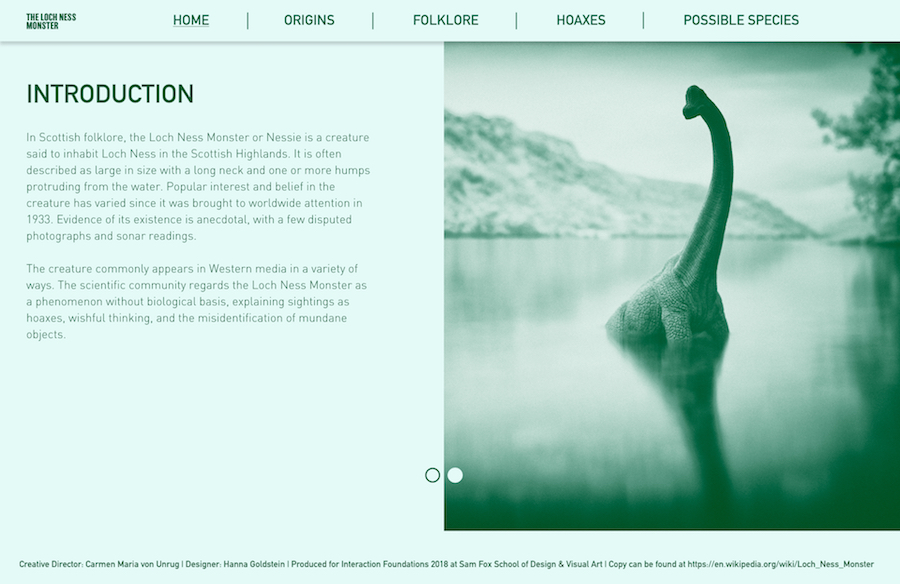 THE LOCH NESS
MONSTER
HOME | ORIGINS | FOLKLORE | HOAXES | POSSIBLE SPECIES
INTRODUCTION
In Scottish folklore, the Loch Ness Monster or Nessie is a creature
said to inhabit Loch Ness in the Scottish Highlands. It is often
described as large in size with a long neck and one or more humps
protruding from the water. Popular interest and belief in the
creature has varied since it was brought to worldwide attention in
1933. Evidence of its existence is anecdotal, with a few disputed
photographs and sonar readings.
The creature commonly appears in Western media in a variety of
ways. The scientific community regards the Loch Ness Monster as
a phenomenon without biological basis, explaining sightings as
hoaxes, wishful thinking, and the misidentification of mundane
objects.
Creative Director: Carmen Maria von Unrug | Designer: Hanna Goldstein | Produced for Interaction Foundations 2018 at Sam Fox School of Design & Visual Art | Copy can be found at https://en.wikipedia.org/wiki/Loch_Ness_Monster